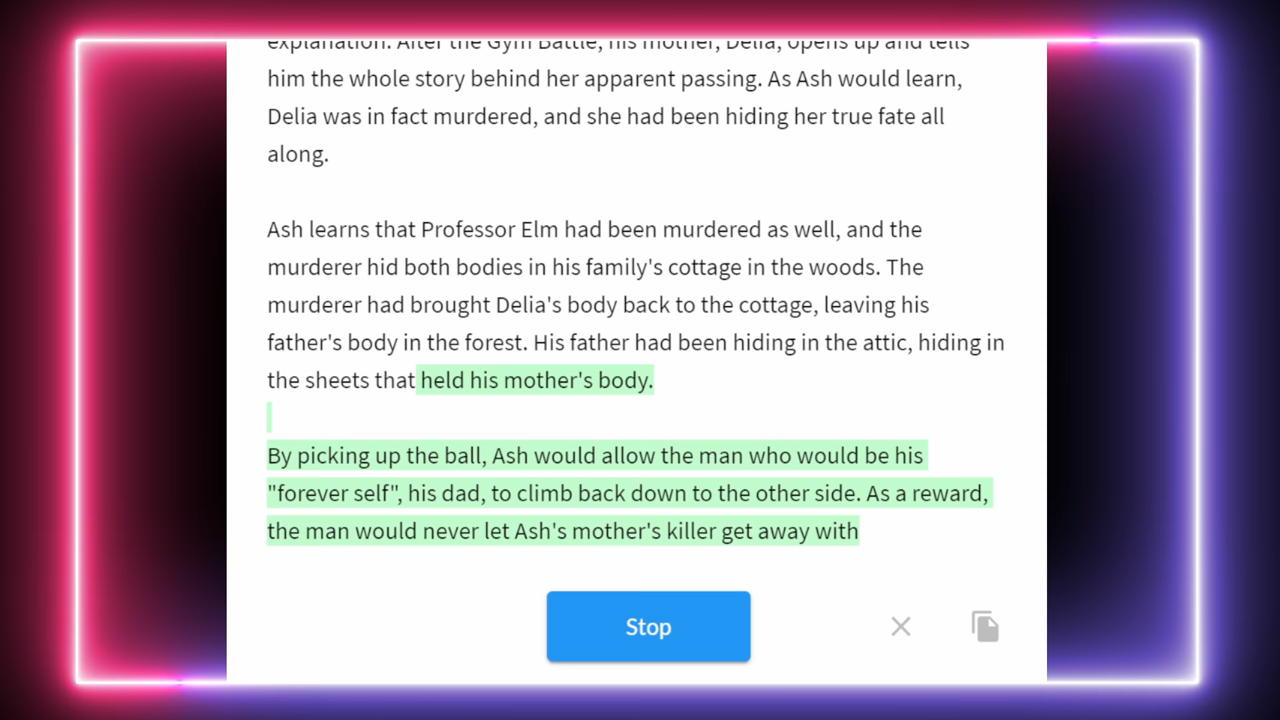 explanation. After the Gym Battle, his mother, Delia, opens up and tells
him the whole story behind her apparent passing. As Ash would learn,
Delia was in fact murdered, and she had been hiding her true fate all
along.
Ash learns that Professor Elm had been murdered as well, and the
murderer hid both bodies in his family's cottage in the woods. The
murderer had brought Delia's body back to the cottage, leaving his
father's body in the forest. His father had been hiding in the attic, hiding in
the sheets that held his mother's body.
By picking up the ball, Ash would allow the man who would be his
"forever self", his dad, to climb back down to the other side. As a reward,
the man would never let Ash's mother's killer get away with
Stop